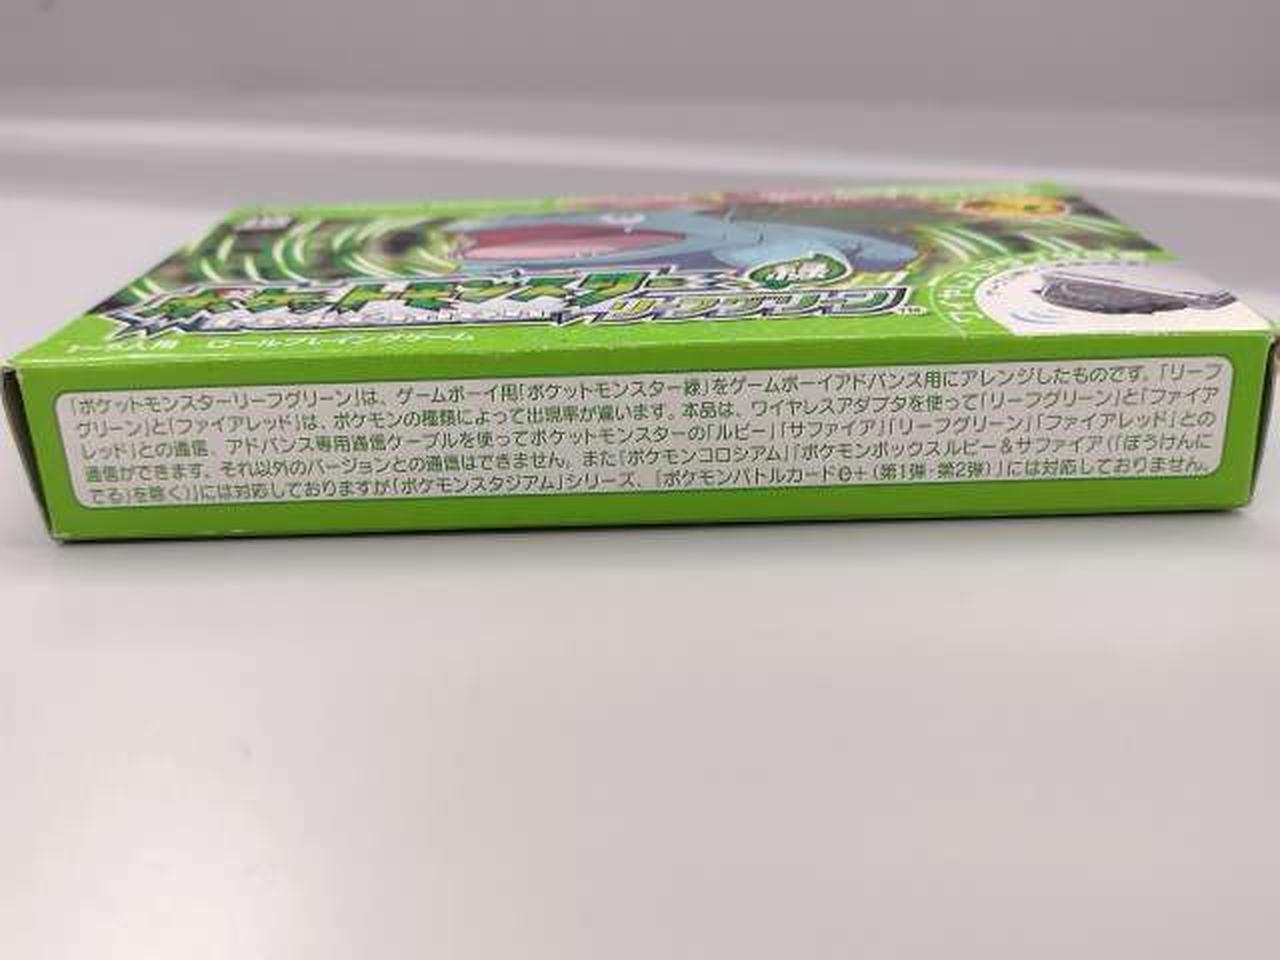 ポケットモンスター
リーフグリーン
人用 ロールプレイングゲーム
「ポケットモンスターリーフグリーン」は、ゲームボーイ用「ポケットモンスター緑」をゲームボーイアドバンス用にアレンジしたものです。「リーフ
グリーン」と「ファイアレッド」は、ポケモンの種類によって出現率が違います。本品は、ワイヤレスアダプタを使って「リーフグリーン」と「ファイア
レッド」との通信、アドバンス専用通信ケーブルを使ってポケットモンスターの「ルビー」「サファイア」「リーフグリーン」「ファイアレッド」との
通信ができます。それ以外のバージョンとの通信はできません。また「ポケモンコロシアム」「ポケモンボックス ルビー&サファイア(「ぼうけんに
でる」を除く)」には対応しておりますが「ポケモンスタジアム」シリーズ、「ポケモンバトルカードe+(第1弾・第2弾)」には対応しておりません。